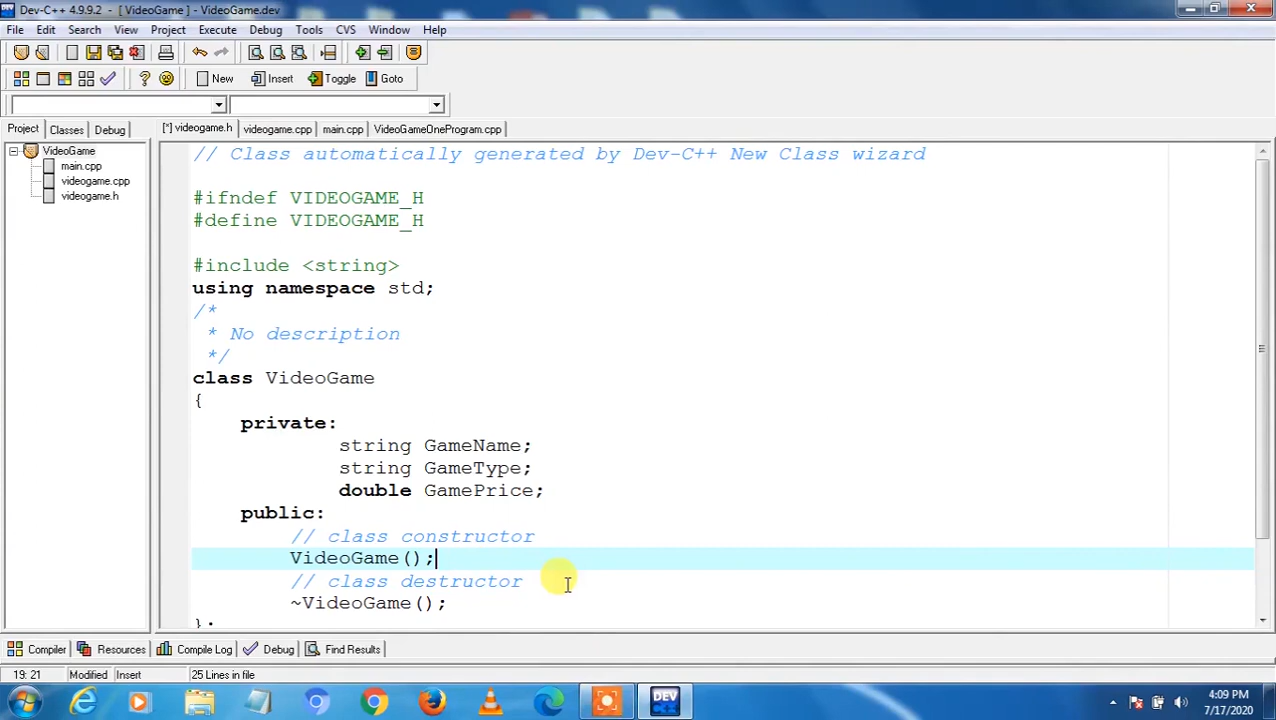 Dev-C++ 4.9.9.2 - [ VideoGame ] - VideoGame.dev
File Edit Search View Project Execute Debug Tools CVS Window Help
New Insert Toggle Goto
Project Classes Debug [*] videogame.h videogame.cpp main.cpp VideoGameOneProgram.cpp
VideoGame
main.cpp
videogame.cpp
videogame.h
// Class automatically generated by Dev-C++ New Class wizard
#ifndef VIDEOGAME_H
#define VIDEOGAME_H
#include <string>
using namespace std;
/*
* No description
*/
class VideoGame
{
private:
string GameName;
string GameType;
double GamePrice;
public:
// class constructor
VideoGame();
// class destructor
~VideoGame();
};
Compiler Resources Compile Log Debug Find Results
19: 21 Modified Insert 25 Lines in file
DEV C++
4:09 PM
7/17/2020